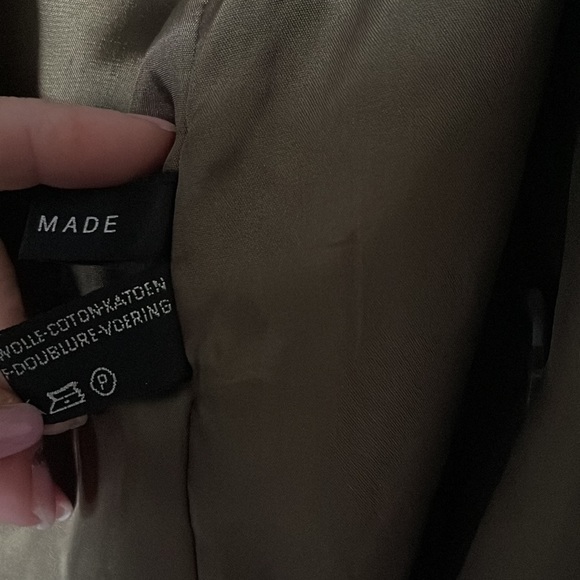 MADE
WOLLE-COTON-KATOEN
F-DOUBLURE-VOERING
P